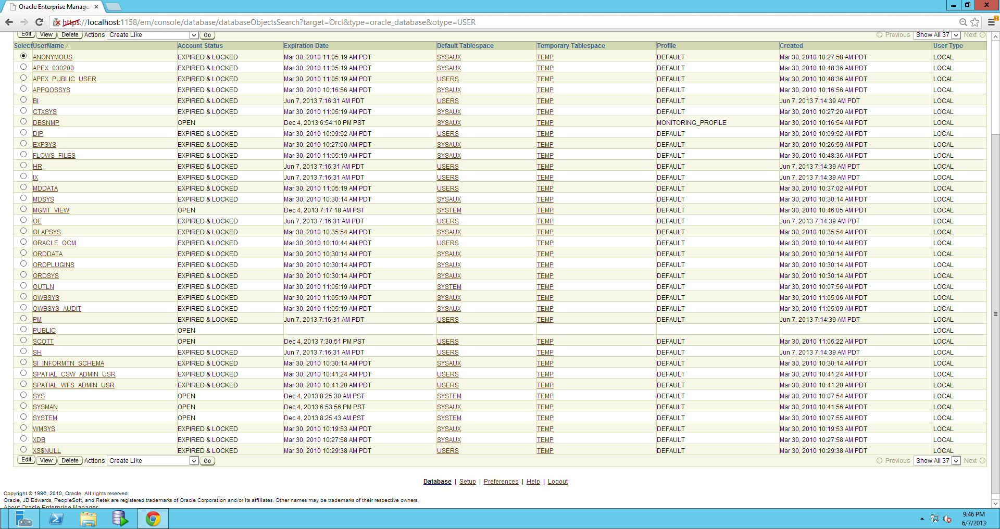 Oracle Enterprise Manage
https://localhost:1158/em/console/database/databaseObjectsSearch?target=Orcl&type=oracle_database&otype=USER
Edit View Delete Actions Create Like Go Previous Show All 37 Next
Select UserName Account Status Expiration Date Default Tablespace Temporary Tablespace Profile Created User Type
ANONYMOUS EXPIRED & LOCKED Mar 30, 2010 11:05:19 AM PDT SYSAUX TEMP DEFAULT Mar 30, 2010 10:27:58 AM PDT LOCAL
APEX_030200 EXPIRED & LOCKED Mar 30, 2010 11:05:19 AM PDT SYSAUX TEMP DEFAULT Mar 30, 2010 10:48:36 AM PDT LOCAL
APEX_PUBLIC_USER EXPIRED & LOCKED Mar 30, 2010 11:05:19 AM PDT USERS TEMP DEFAULT Mar 30, 2010 10:48:36 AM PDT LOCAL
APPQOSSYS EXPIRED & LOCKED Mar 30, 2010 10:16:56 AM PDT SYSAUX TEMP DEFAULT Mar 30, 2010 10:16:56 AM PDT LOCAL
BI EXPIRED & LOCKED Jun 7, 2013 7:16:31 AM PDT USERS TEMP DEFAULT Jun 7, 2013 7:14:39 AM PDT LOCAL
CTXSYS EXPIRED & LOCKED Mar 30, 2010 11:05:19 AM PDT SYSAUX TEMP DEFAULT Mar 30, 2010 10:27:20 AM PDT LOCAL
DBSNMP OPEN Dec 4, 2013 6:54:10 PM PST SYSAUX TEMP MONITORING_PROFILE Mar 30, 2010 10:16:54 AM PDT LOCAL
DIP EXPIRED & LOCKED Mar 30, 2010 10:09:52 AM PDT USERS TEMP DEFAULT Mar 30, 2010 10:09:52 AM PDT LOCAL
EXFSYS EXPIRED & LOCKED Mar 30, 2010 10:27:00 AM PDT SYSAUX TEMP DEFAULT Mar 30, 2010 10:26:59 AM PDT LOCAL
FLOWS_FILES EXPIRED & LOCKED Mar 30, 2010 11:05:19 AM PDT SYSAUX TEMP DEFAULT Mar 30, 2010 10:48:36 AM PDT LOCAL
HR EXPIRED & LOCKED Jun 7, 2013 7:16:31 AM PDT USERS TEMP DEFAULT Jun 7, 2013 7:14:39 AM PDT LOCAL
IX EXPIRED & LOCKED Jun 7, 2013 7:16:31 AM PDT USERS TEMP DEFAULT Jun 7, 2013 7:14:39 AM PDT LOCAL
MDDATA EXPIRED & LOCKED Mar 30, 2010 11:05:19 AM PDT USERS TEMP DEFAULT Mar 30, 2010 10:37:02 AM PDT LOCAL
MDSYS EXPIRED & LOCKED Mar 30, 2010 10:30:14 AM PDT SYSAUX TEMP DEFAULT Mar 30, 2010 10:30:14 AM PDT LOCAL
MGMT_VIEW OPEN Dec 4, 2013 7:17:18 AM PST SYSTEM TEMP DEFAULT Mar 30, 2010 10:46:05 AM PDT LOCAL
OE EXPIRED & LOCKED Jun 7, 2013 7:16:31 AM PDT USERS TEMP DEFAULT Jun 7, 2013 7:14:39 AM PDT LOCAL
OLAPSYS EXPIRED & LOCKED Mar 30, 2010 10:35:54 AM PDT SYSAUX TEMP DEFAULT Mar 30, 2010 10:35:54 AM PDT LOCAL
ORACLE_OCM EXPIRED & LOCKED Mar 30, 2010 10:10:44 AM PDT USERS TEMP DEFAULT Mar 30, 2010 10:10:44 AM PDT LOCAL
ORDDATA EXPIRED & LOCKED Mar 30, 2010 10:30:14 AM PDT SYSAUX TEMP DEFAULT Mar 30, 2010 10:30:14 AM PDT LOCAL
ORDPLUGINS EXPIRED & LOCKED Mar 30, 2010 10:30:14 AM PDT SYSAUX TEMP DEFAULT Mar 30, 2010 10:30:14 AM PDT LOCAL
ORDSYS EXPIRED & LOCKED Mar 30, 2010 10:30:14 AM PDT SYSAUX TEMP DEFAULT Mar 30, 2010 10:30:14 AM PDT LOCAL
OUTLN EXPIRED & LOCKED Mar 30, 2010 11:05:19 AM PDT SYSTEM TEMP DEFAULT Mar 30, 2010 10:07:56 AM PDT LOCAL
OWBSYS EXPIRED & LOCKED Mar 30, 2010 11:05:19 AM PDT SYSAUX TEMP DEFAULT Mar 30, 2010 11:05:06 AM PDT LOCAL
OWBSYS_AUDIT EXPIRED & LOCKED Mar 30, 2010 11:05:19 AM PDT SYSAUX TEMP DEFAULT Mar 30, 2010 11:05:09 AM PDT LOCAL
PM EXPIRED & LOCKED Jun 7, 2013 7:16:31 AM PDT USERS TEMP DEFAULT Jun 7, 2013 7:14:39 AM PDT LOCAL
PUBLIC OPEN LOCAL
SCOTT OPEN Dec 4, 2013 7:30:51 PM PST USERS TEMP DEFAULT Mar 30, 2010 11:06:22 AM PDT LOCAL
SH EXPIRED & LOCKED Jun 7, 2013 7:16:31 AM PDT USERS TEMP DEFAULT Jun 7, 2013 7:14:39 AM PDT LOCAL
SI_INFORMTN_SCHEMA EXPIRED & LOCKED Mar 30, 2010 10:30:14 AM PDT SYSAUX TEMP DEFAULT Mar 30, 2010 10:30:14 AM PDT LOCAL
SPATIAL_CSW_ADMIN_USR EXPIRED & LOCKED Mar 30, 2010 10:41:24 AM PDT USERS TEMP DEFAULT Mar 30, 2010 10:41:24 AM PDT LOCAL
SPATIAL_WFS_ADMIN_USR EXPIRED & LOCKED Mar 30, 2010 10:41:20 AM PDT USERS TEMP DEFAULT Mar 30, 2010 10:41:20 AM PDT LOCAL
SYS OPEN Dec 4, 2013 8:25:30 AM PST SYSTEM TEMP DEFAULT Mar 30, 2010 10:07:54 AM PDT LOCAL
SYSMAN OPEN Dec 4, 2013 6:53:56 PM PST SYSAUX TEMP DEFAULT Mar 30, 2010 10:41:56 AM PDT LOCAL
SYSTEM OPEN Dec 4, 2013 8:25:43 AM PST SYSTEM TEMP DEFAULT Mar 30, 2010 10:07:55 AM PDT LOCAL
WMSYS EXPIRED & LOCKED Mar 30, 2010 10:19:53 AM PDT SYSAUX TEMP DEFAULT Mar 30, 2010 10:19:53 AM PDT LOCAL
XDB EXPIRED & LOCKED Mar 30, 2010 10:27:58 AM PDT SYSAUX TEMP DEFAULT Mar 30, 2010 10:27:58 AM PDT LOCAL
XS$NULL EXPIRED & LOCKED Mar 30, 2010 10:29:38 AM PDT USERS TEMP DEFAULT Mar 30, 2010 10:29:38 AM PDT LOCAL
Edit View Delete Actions Create Like Go Previous Show All 37 Next
Database | Setup | Preferences | Help | Logout
Copyright © 1996, 2010, Oracle. All rights reserved.
Oracle, JD Edwards, PeopleSoft, and Retek are registered trademarks of Oracle Corporation and/or its affiliates. Other names may be trademarks of their respective owners.
About Oracle Enterprise Manager
9:46 PM
6/7/2013